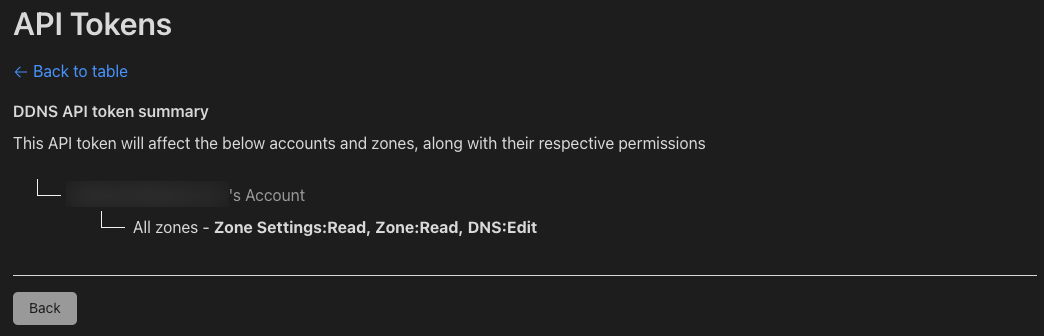 API Tokens
← Back to table
DDNS API token summary
This API token will affect the below accounts and zones, along with their respective permissions
's Account
All zones - Zone Settings:Read, Zone:Read, DNS:Edit
Back